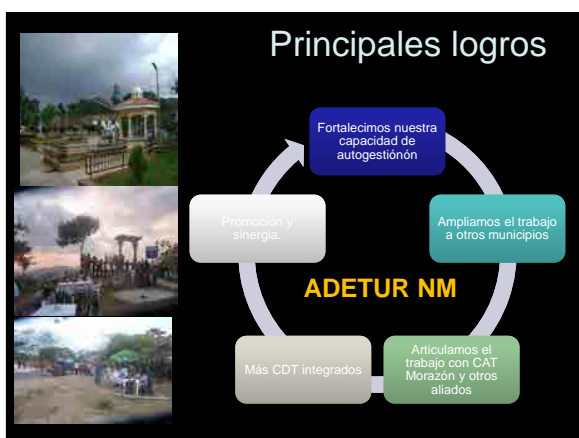 Principales logros
Fortalecimos nuestra
capacidad de
autogestiónón
Ampliamos el trabajo
a otros municipios
Articulamos el
trabajo con CAT
Morazón y otros
aliados
Más CDT integrados
Promoción y
sinergia.
ADETUR NM